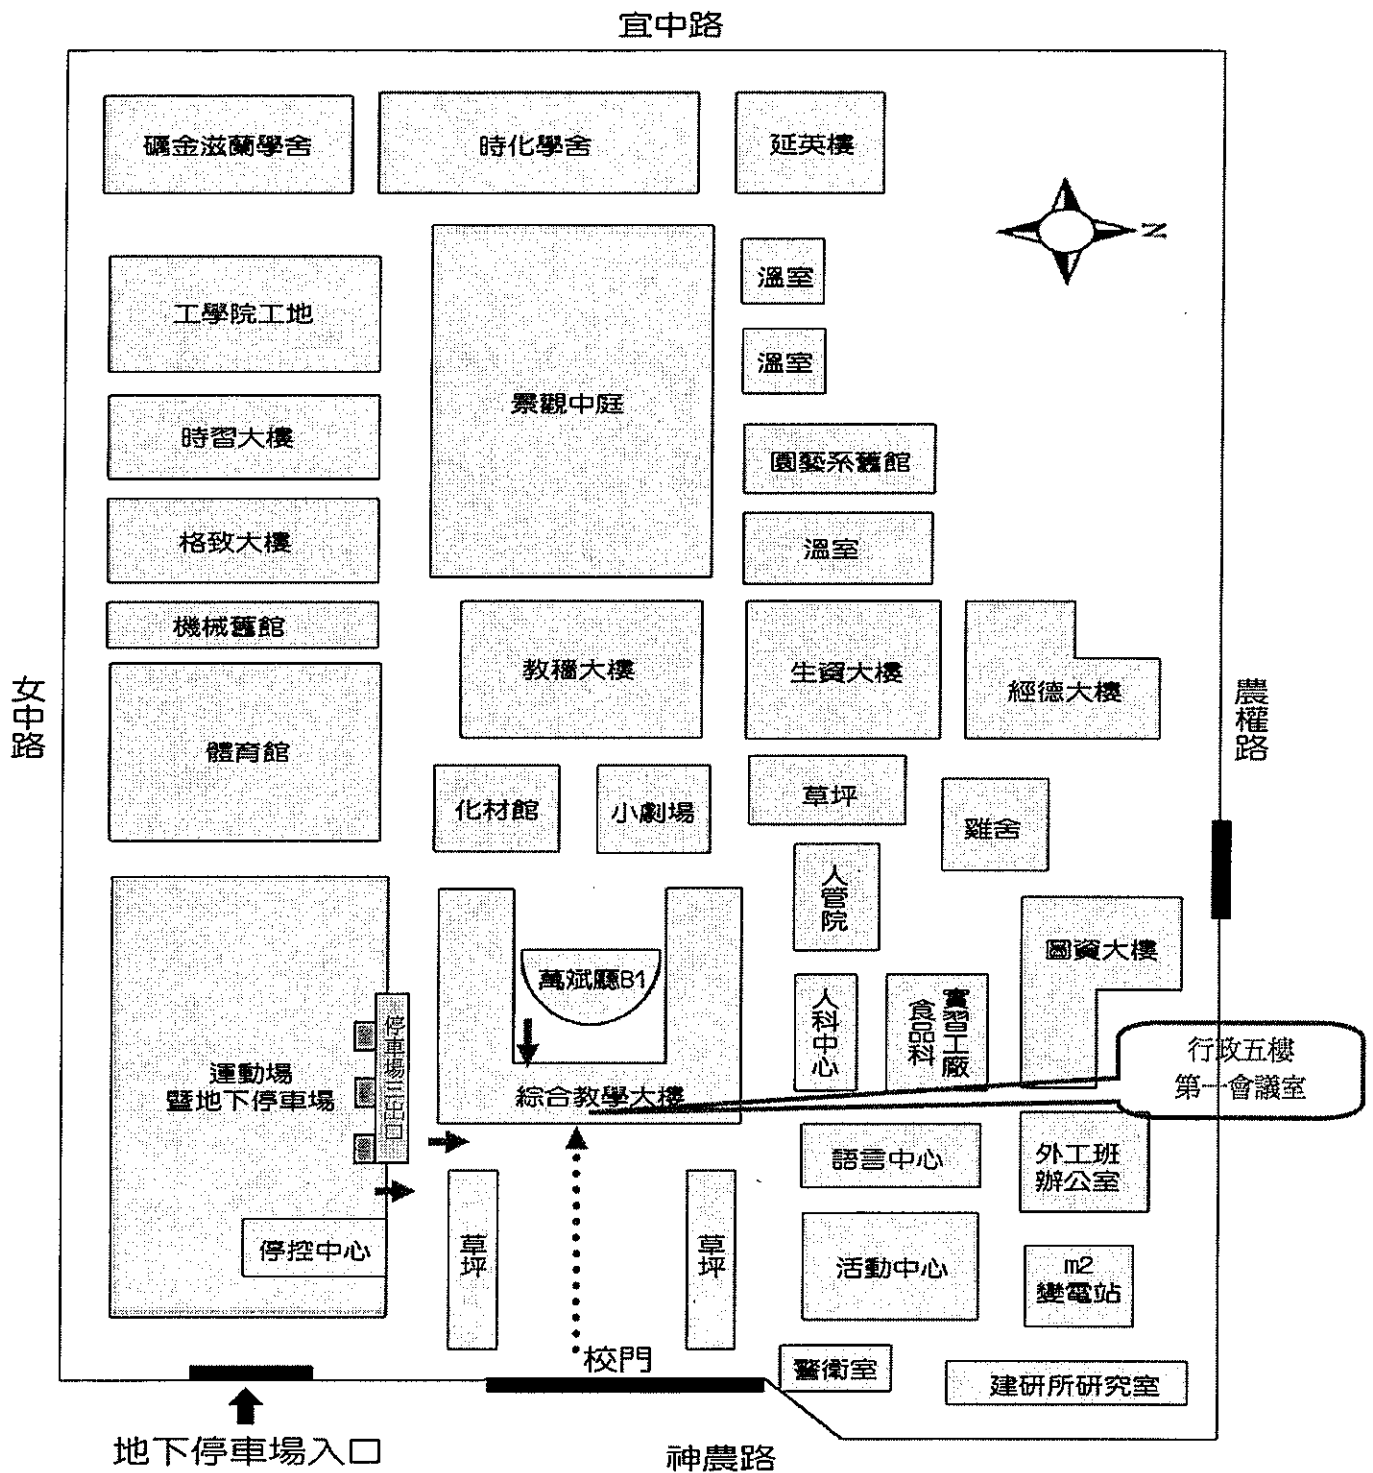 宜中路
礪金滋蘭學舍
時化學舍
延英樓
N
溫室
工學院工地
溫室
景觀中庭
時習大樓
園藝系舊館
格致大樓
溫室
機械舊館
教穡大樓
生資大樓
經德大樓
女中路
農權路
體育館
化材館
小劇場
草坪
雞舍
人管院
圖資大樓
萬斌廳B1
人科中心
食品科
實習工廠
停車場三出口
運動場
暨地下停車場
綜合教學大樓
行政五樓
第一會議室
語言中心
外工班
辦公室
停控中心
草坪
草坪
活動中心
m2
變電站
校門
警衛室
建研所研究室
地下停車場入口
神農路